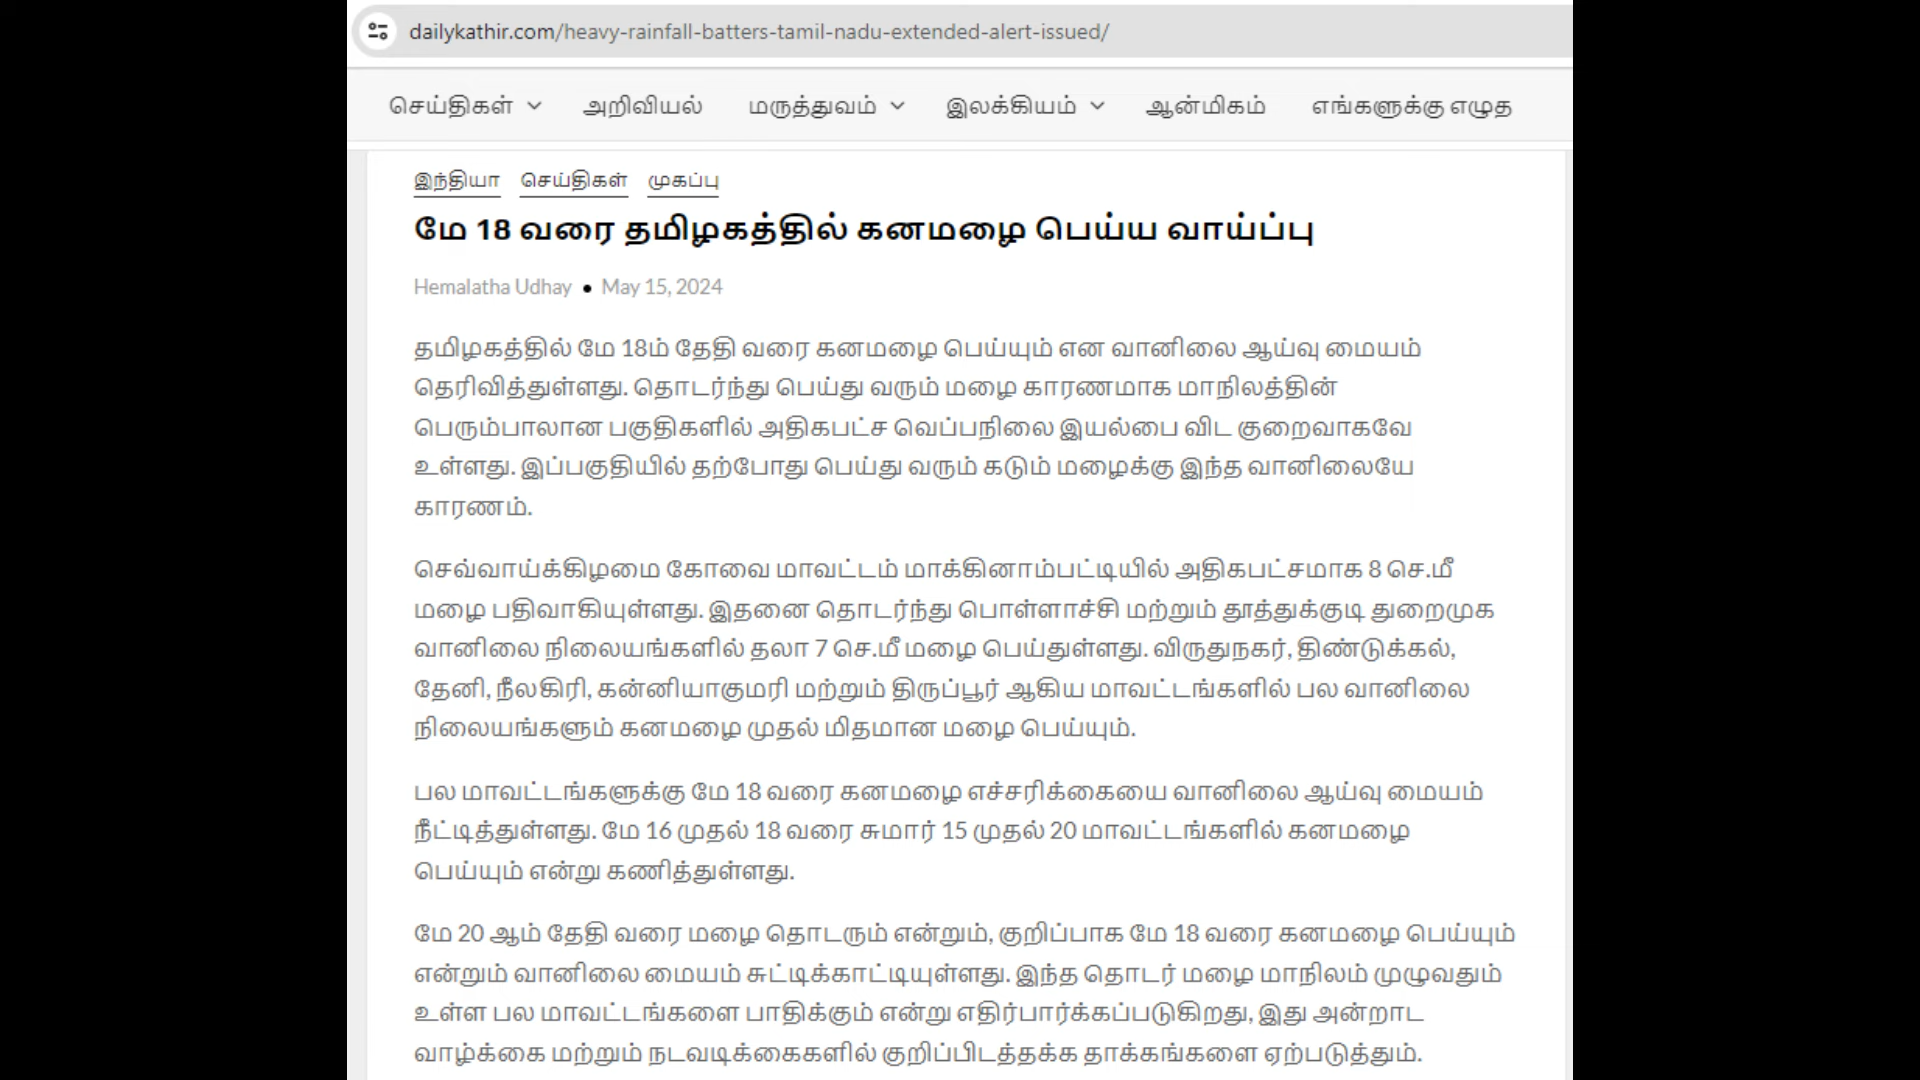 dailykathir.com/heavy-rainfall-batters-tamil-nadu-extended-alert-issued/
செய்திகள் அறிவியல் மருத்துவம் இலக்கியம் ஆன்மிகம் எங்களுக்கு எழுத
இந்தியா செய்திகள் முகப்பு
மே 18 வரை தமிழகத்தில் கனமழை பெய்ய வாய்ப்பு
Hemalatha Udhay • May 15, 2024
தமிழகத்தில் மே 18ம் தேதி வரை கனமழை பெய்யும் என வானிலை ஆய்வு மையம்
தெரிவித்துள்ளது. தொடர்ந்து பெய்து வரும் மழை காரணமாக மாநிலத்தின்
பெரும்பாலான பகுதிகளில் அதிகபட்ச வெப்பநிலை இயல்பை விட குறைவாகவே
உள்ளது. இப்பகுதியில் தற்போது பெய்து வரும் கடும் மழைக்கு இந்த வானிலையே
காரணம்.
செவ்வாய்க்கிழமை கோவை மாவட்டம் மாக்கினாம்பட்டியில் அதிகபட்சமாக 8 செ.மீ
மழை பதிவாகியுள்ளது. இதனை தொடர்ந்து பொள்ளாச்சி மற்றும் தூத்துக்குடி துறைமுக
வானிலை நிலையங்களில் தலா 7 செ.மீ மழை பெய்துள்ளது. விருதுநகர், திண்டுக்கல்,
தேனி, நீலகிரி, கன்னியாகுமரி மற்றும் திருப்பூர் ஆகிய மாவட்டங்களில் பல வானிலை
நிலையங்களும் கனமழை முதல் மிதமான மழை பெய்யும்.
பல மாவட்டங்களுக்கு மே 18 வரை கனமழை எச்சரிக்கையை வானிலை ஆய்வு மையம்
நீட்டித்துள்ளது. மே 16 முதல் 18 வரை சுமார் 15 முதல் 20 மாவட்டங்களில் கனமழை
பெய்யும் என்று கணித்துள்ளது.
மே 20 ஆம் தேதி வரை மழை தொடரும் என்றும், குறிப்பாக மே 18 வரை கனமழை பெய்யும்
என்றும் வானிலை மையம் சுட்டிக்காட்டியுள்ளது. இந்த தொடர் மழை மாநிலம் முழுவதும்
உள்ள பல மாவட்டங்களை பாதிக்கும் என்று எதிர்பார்க்கப்படுகிறது, இது அன்றாட
வாழ்க்கை மற்றும் நடவடிக்கைகளில் குறிப்பிடத்தக்க தாக்கங்களை ஏற்படுத்தும்.